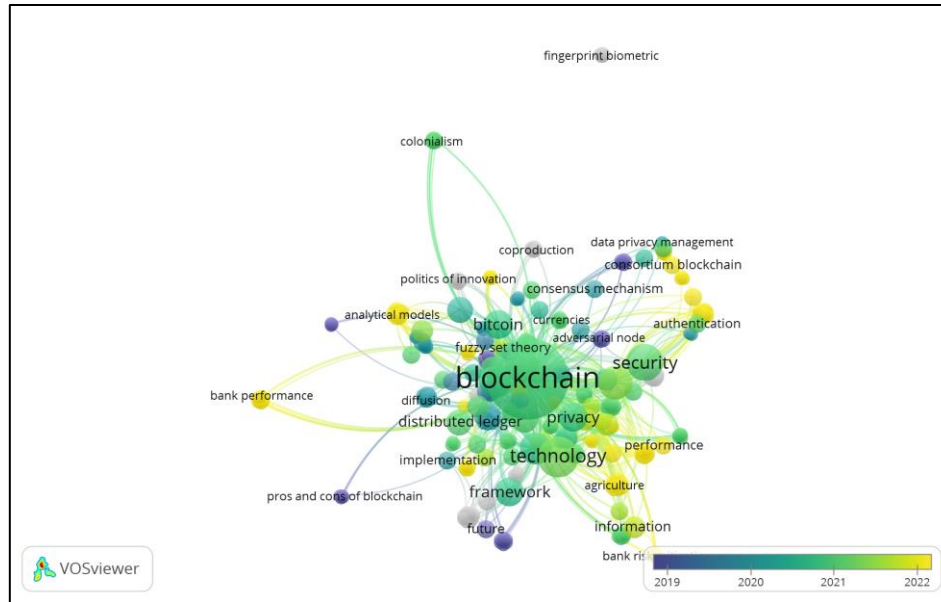 fingerprint biometric
colonialism
coproduction
data privacy management
consortium blockchain
politics of innovation
consensus mechanism
analytical models
bitcoin
currencies
authentication
adversarial node
fuzzy set theory
security
blockchain
bank performance
diffusion
distributed ledger
privacy
performance
technology
implementation
agriculture
pros and cons of blockchain
framework
future
information
bank
VOSviewer
2019 2020 2021 2022